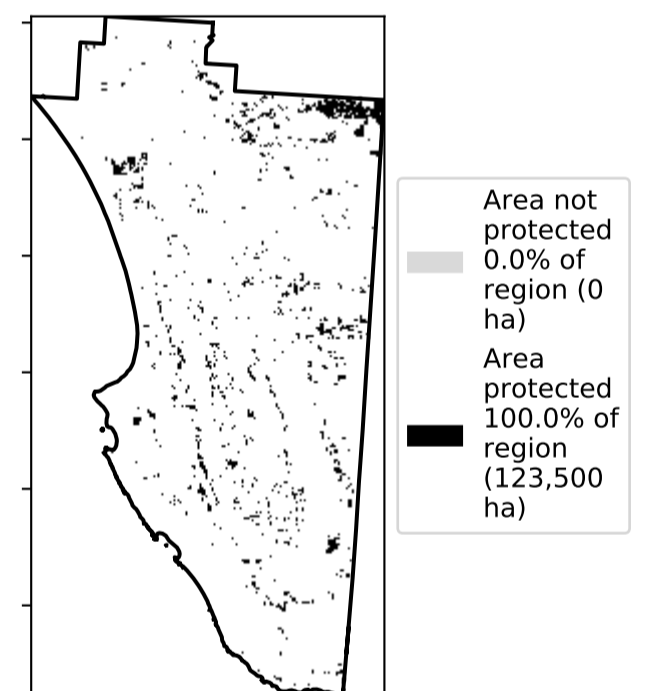 Area not
protected
0.0% of
region (0
ha)
Area
protected
100.0% of
region
(123,500
ha)